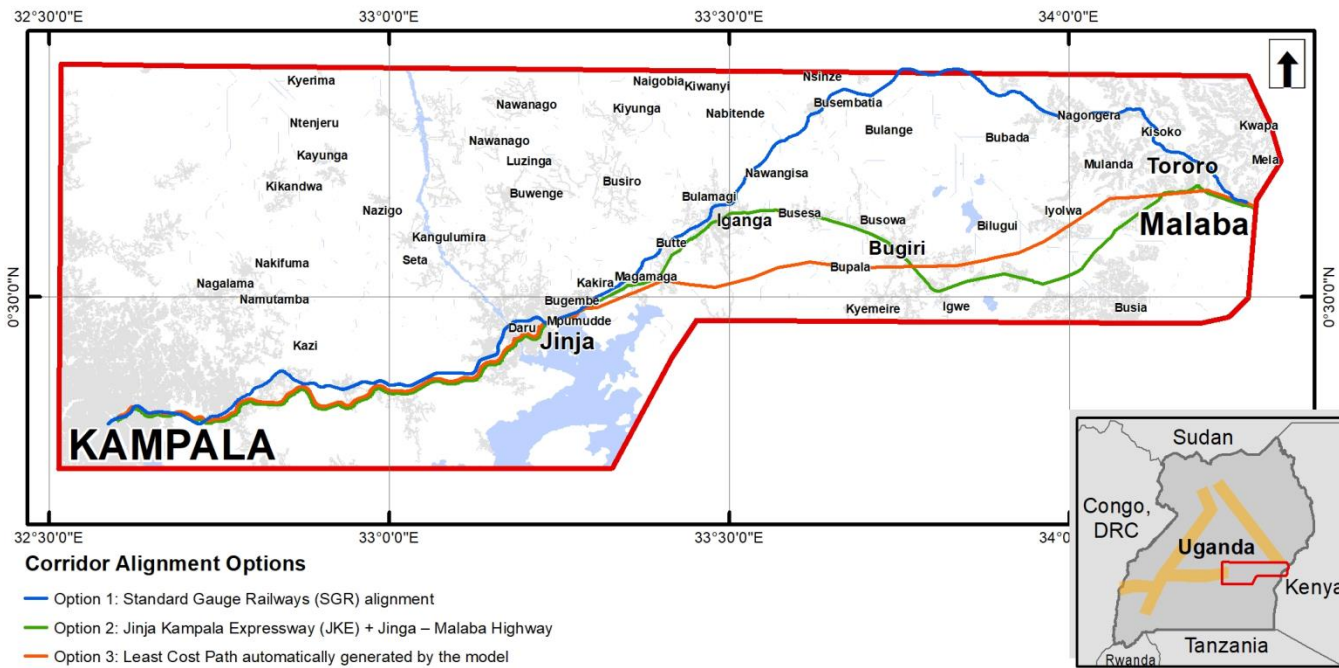 32°30'0"E 33°0'0"E 33°30'0"E 34°0'0"E
Kyerima
Naigobia
Kiwanyi
Nsinze
Nawanago
Kiyunga
Nabitende
Busembatia
Ntenjeru
Nagongera
Kwapa
Nawanago
Bulange
Bubada
Kisoko
Kayunga
Luzinga
Mulanda
Tororo
Mela
Kikandwa
Buwenge
Busiro
Nawangisa
Bulamagi
Nazigo
Iganga
Busesa
Busowa
Bilugui
Iyolwa
Malaba
Kangulumira
Butte
Bugiri
Nakifuma
Seta
Bupala
Nagalama
Kakira
Magamaga
Namutamba
Bugembe
Kyemeire
Igwe
Busia
0°30'0"N
0°30'0"N
Daru
Mpumudde
Jinja
Kazi
KAMPALA
32°30'0"E 33°0'0"E 33°30'0"E 34°0
Sudan
Congo,
DRC
Uganda
Kenya
Tanzania
Rwanda
Corridor Alignment Options
Option 1: Standard Gauge Railways (SGR) alignment
Option 2: Jinja Kampala Expressway (JKE) + Jinga – Malaba Highway
Option 3: Least Cost Path automatically generated by the model